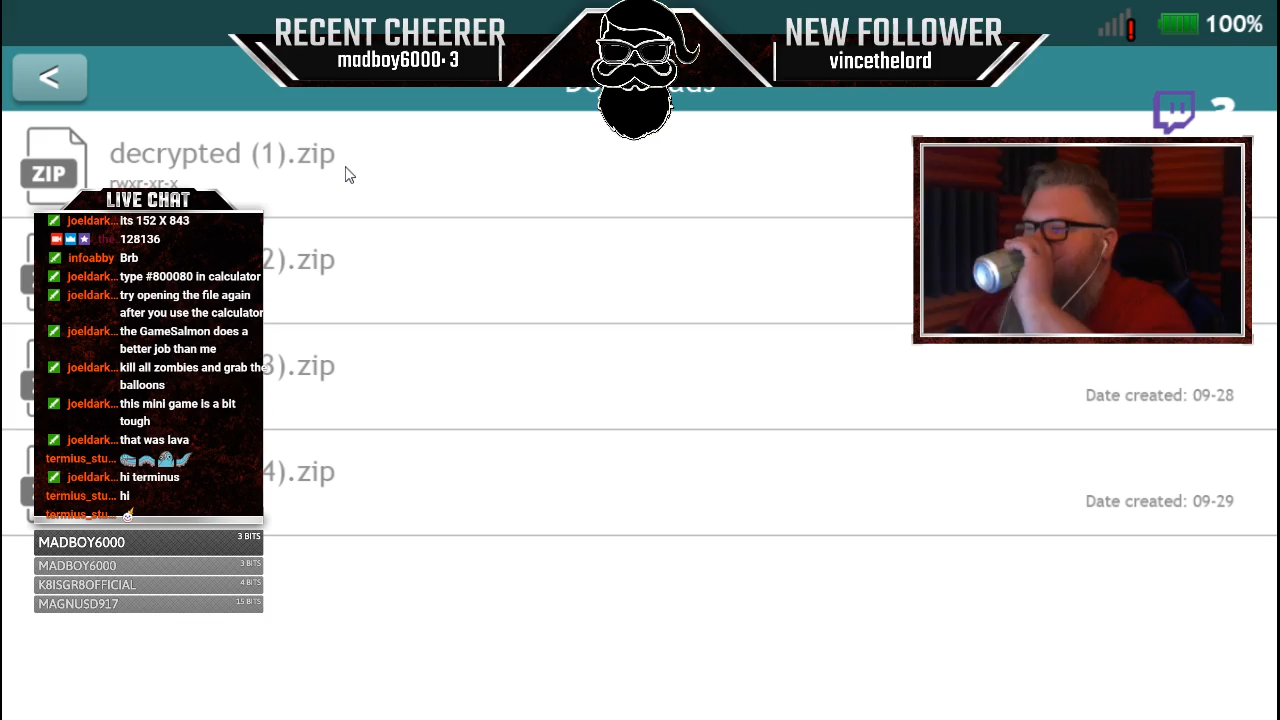 RECENT CHEERER
madboy6000· 3
NEW FOLLOWER
vincethelord
100%
<
decrypted (1).zip
ZIP
rwxr-xr-x
LIVE CHAT
joeldark... Its 152 X 843
128136
infoabby Brb
joeldark... type #800080 in calculator
joeldark... try opening the file again
after you use the calculator
joeldark... the GameSalmon does a
better job than me
joeldark... kill all zombies and grab the
balloons
joeldark... this mini game is a bit
tough
joeldark... that was lava
termius_stu...
joeldark... hi terminus
termius_stu... hi
termius_stu...
2).zip
3).zip
Date created: 09-28
4).zip
Date created: 09-29
MADBOY6000 3 BITS
MADBOY6000 3 BITS
K8ISGR8OFFICIAL 4 BITS
MAGNUSD917 15 BITS